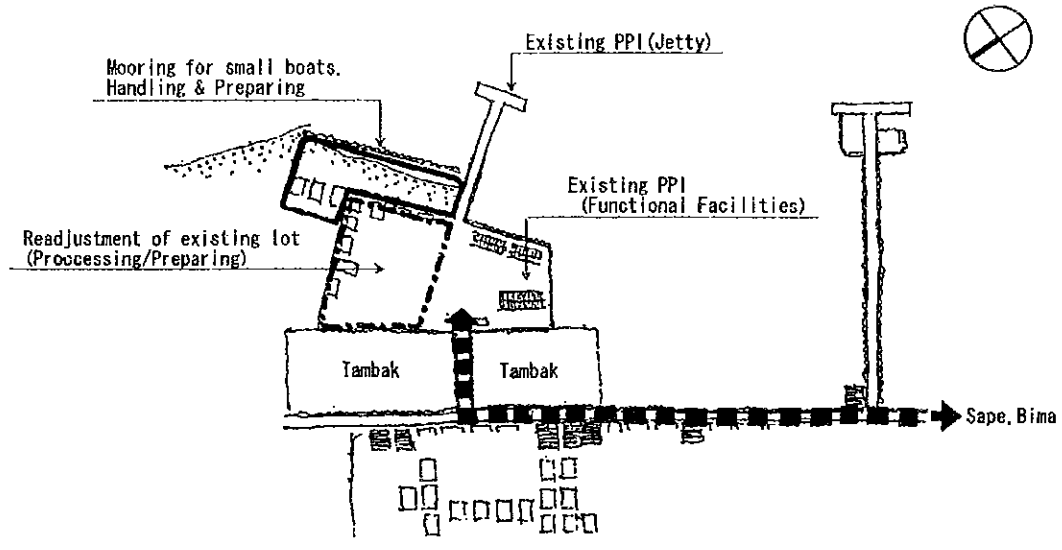 Existing PPI(Jetty)
Mooring for small boats.
Handling & Preparing
Existing PPI
(Functional Facilities)
Readjustment of existing lot
(Proocessing/Preparing)
Tambak
Tambak
Sape, Bima